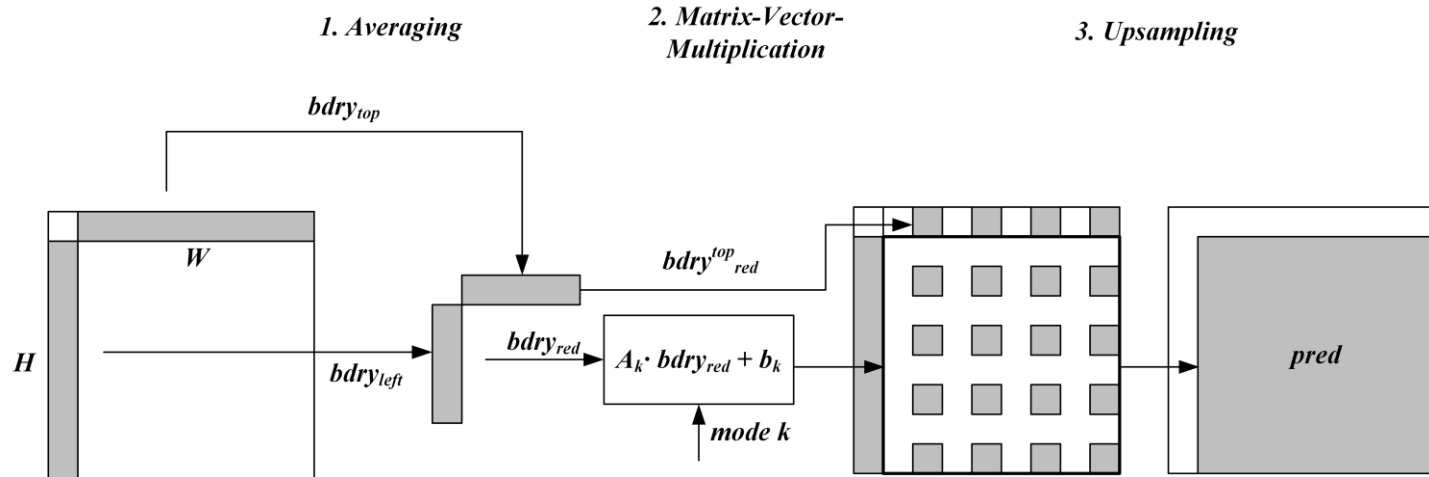 1. Averaging
2. Matrix-Vector-
Multiplication
3. Upsampling
bdry_top
W
H
bdry_left
bdry^top_red
bdry_red
A_k · bdry_red + b_k
mode k
pred